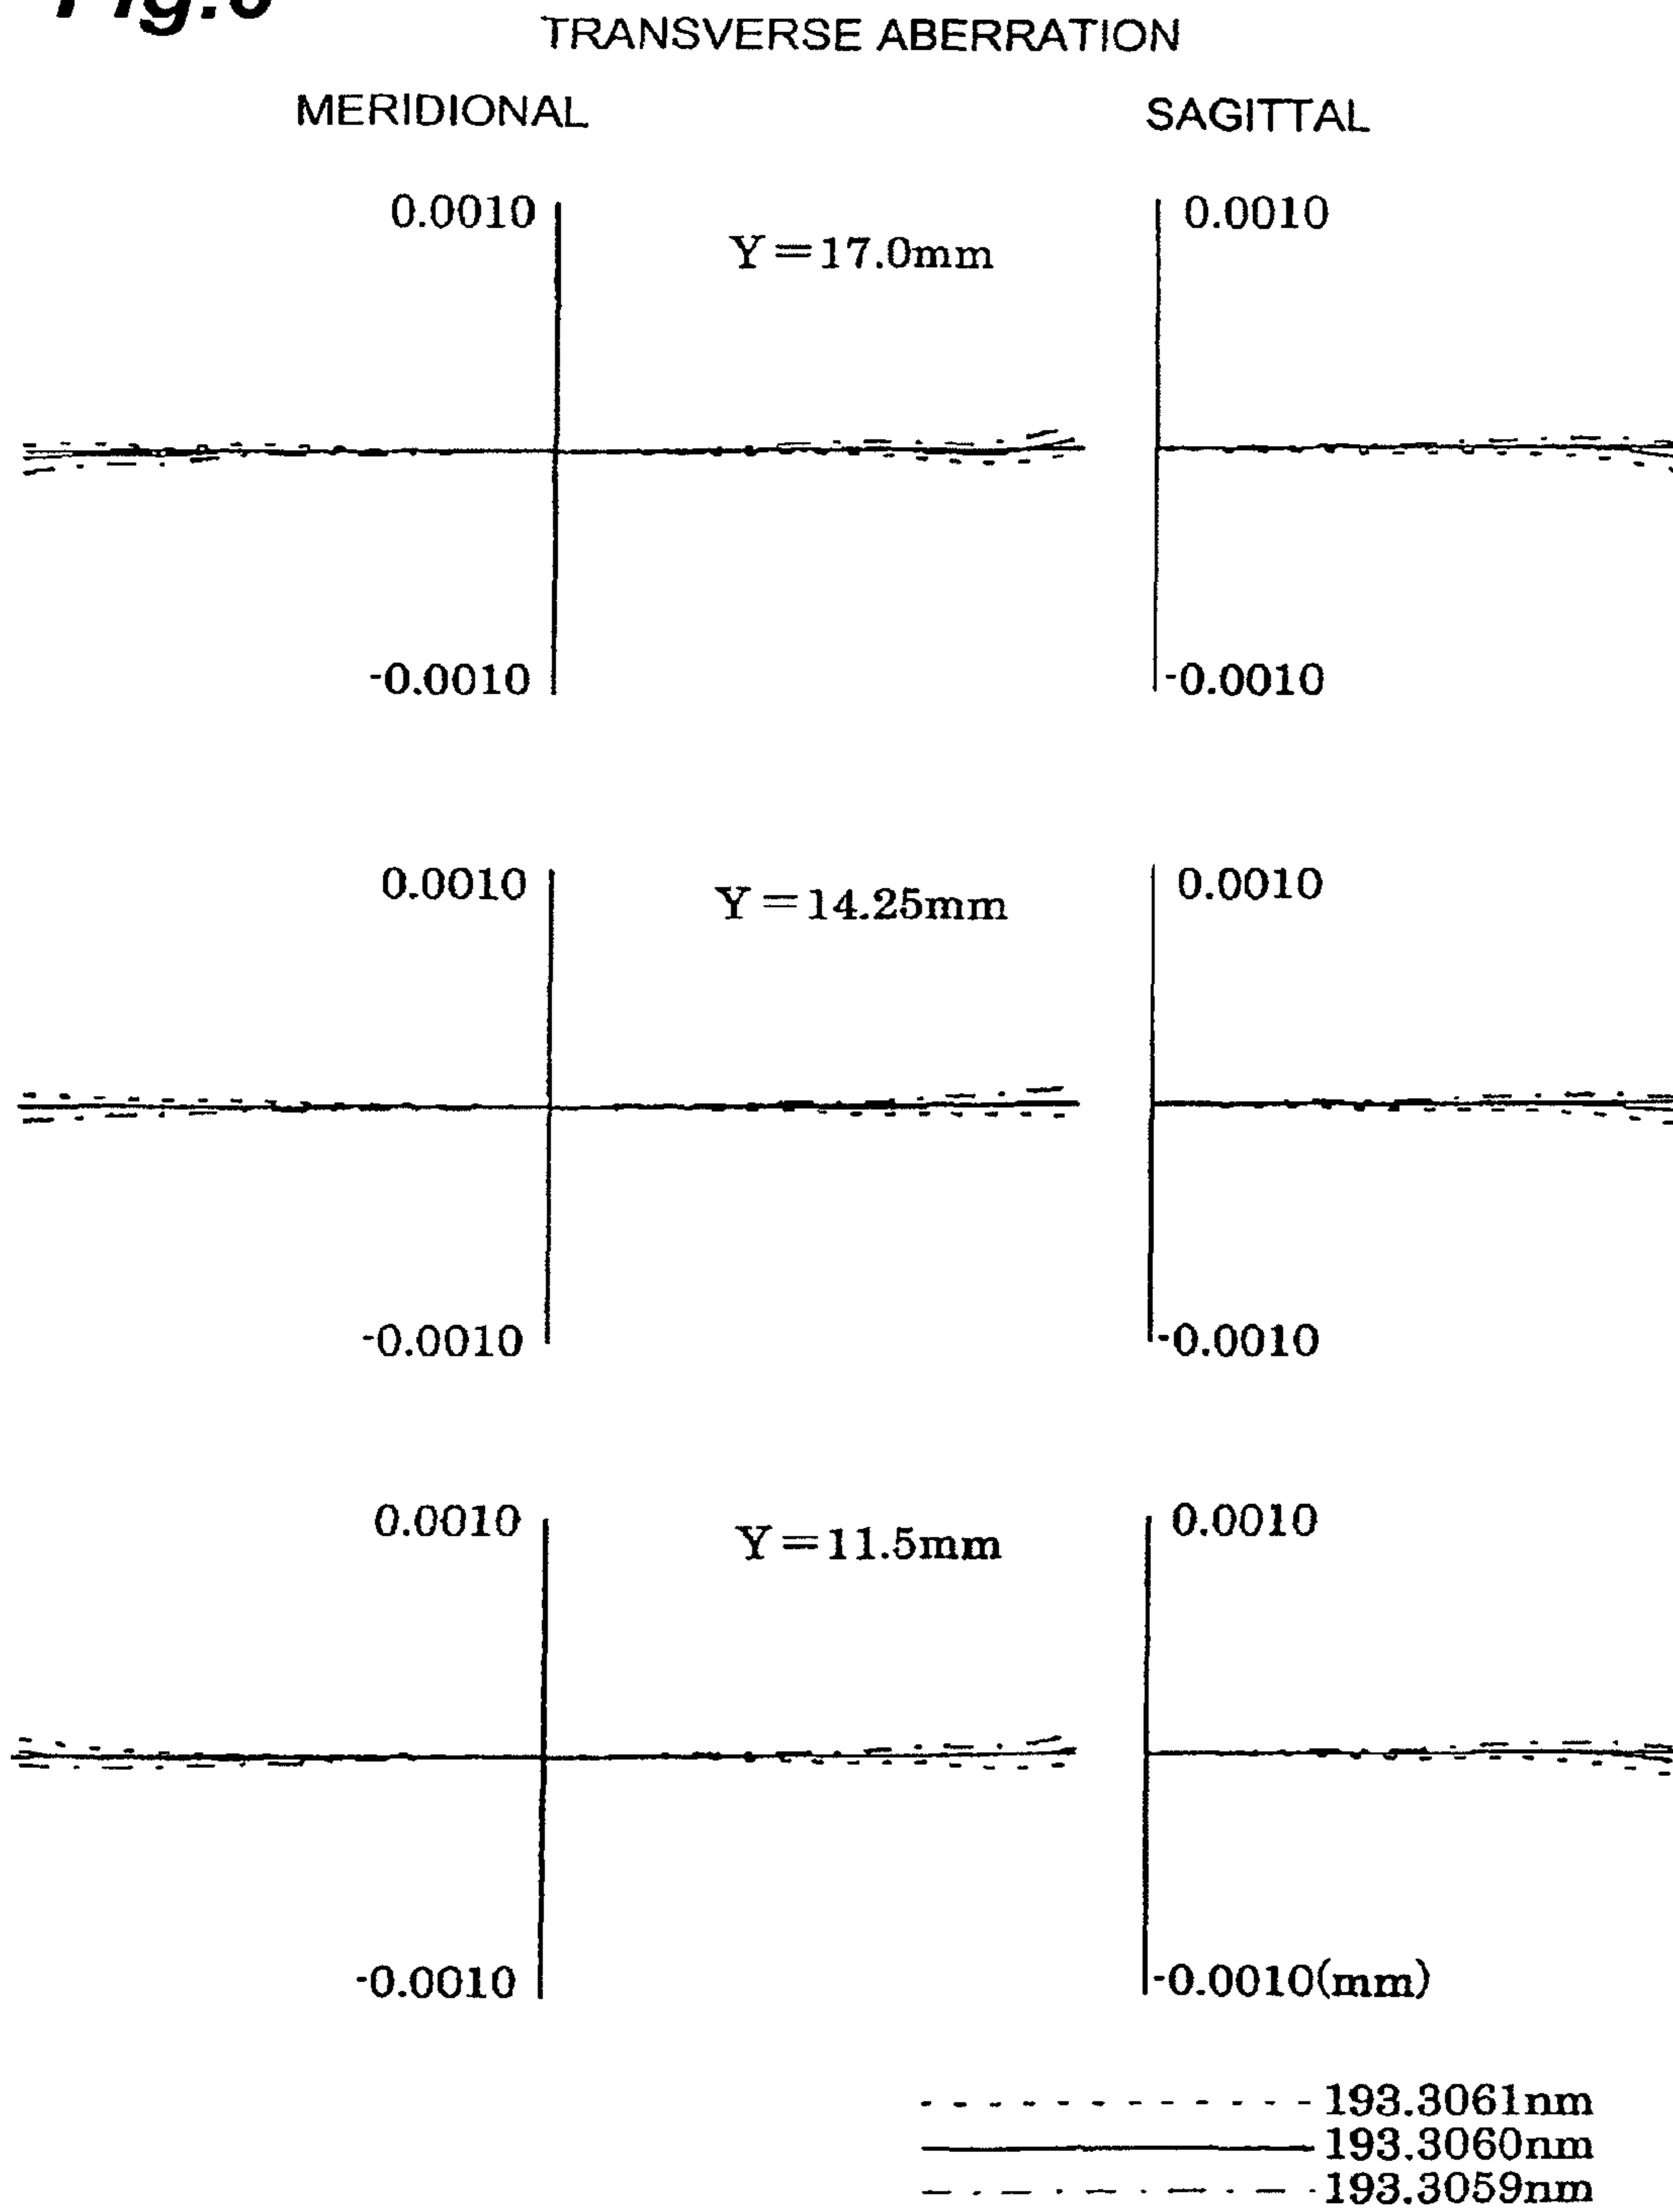 Fig.
TRANSVERSE ABERRATION
MERIDIONAL
SAGITTAL
0.0010
Y=17.0mm
0.0010
-0.0010
-0.0010
0.0010
Y=14.25mm
0.0010
-0.0010
-0.0010
0.0010
Y=11.5mm
0.0010
-0.0010
-0.0010(mm)
193.3061nm
193.3060nm
193.3059nm